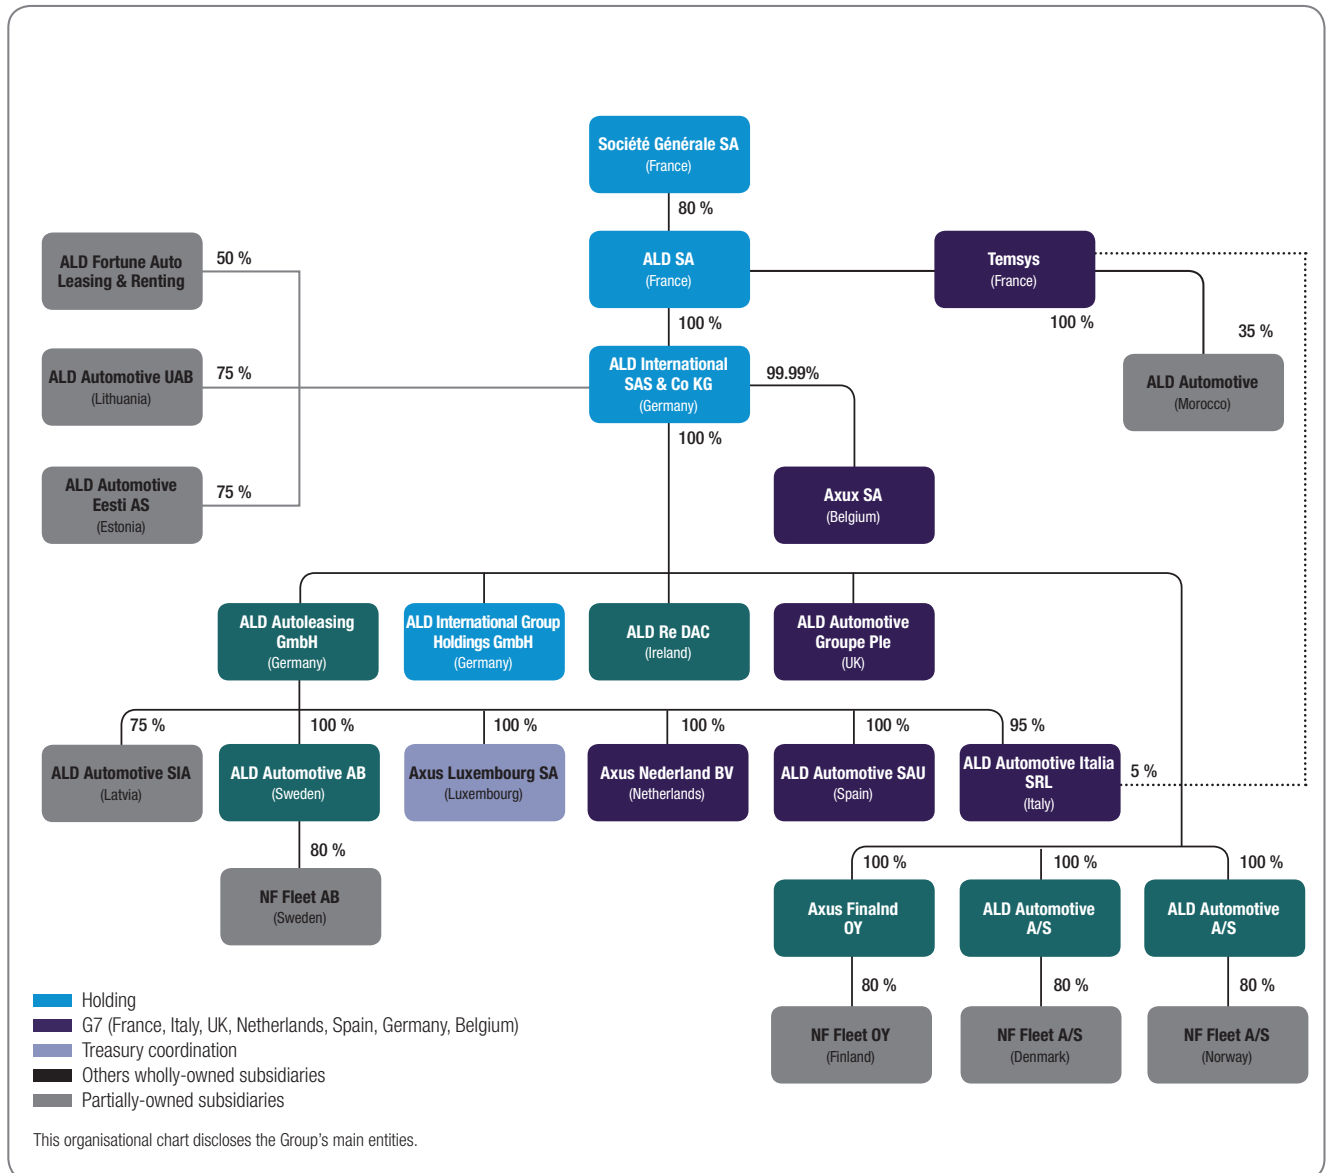 Société Générale SA
(France)
80 %
ALD Fortune Auto
Leasing & Renting
50 %
ALD SA
(France)
Temsys
(France)
100 %
100 %
35 %
ALD Automotive UAB
(Lithuania)
75 %
ALD International
SAS & Co KG
(Germany)
99.99%
ALD Automotive
(Morocco)
100 %
ALD Automotive
Eesti AS
(Estonia)
75 %
Axux SA
(Belgium)
ALD Autoleasing
GmbH
(Germany)
ALD International Group
Holdings GmbH
(Germany)
ALD Re DAC
(Ireland)
ALD Automotive
Groupe Ple
(UK)
75 %
100 %
100 %
100 %
100 %
95 %
ALD Automotive SIA
(Latvia)
ALD Automotive AB
(Sweden)
Axus Luxembourg SA
(Luxembourg)
Axus Nederland BV
(Netherlands)
ALD Automotive SAU
(Spain)
ALD Automotive Italia
SRL
(Italy)
5 %
80 %
NF Fleet AB
(Sweden)
100 %
100 %
100 %
Axus Finalnd
OY
ALD Automotive
A/S
ALD Automotive
A/S
80 %
80 %
80 %
NF Fleet OY
(Finland)
NF Fleet A/S
(Denmark)
NF Fleet A/S
(Norway)
Holding
G7 (France, Italy, UK, Netherlands, Spain, Germany, Belgium)
Treasury coordination
Others wholly-owned subsidiaries
Partially-owned subsidiaries
This organisational chart discloses the Group's main entities.